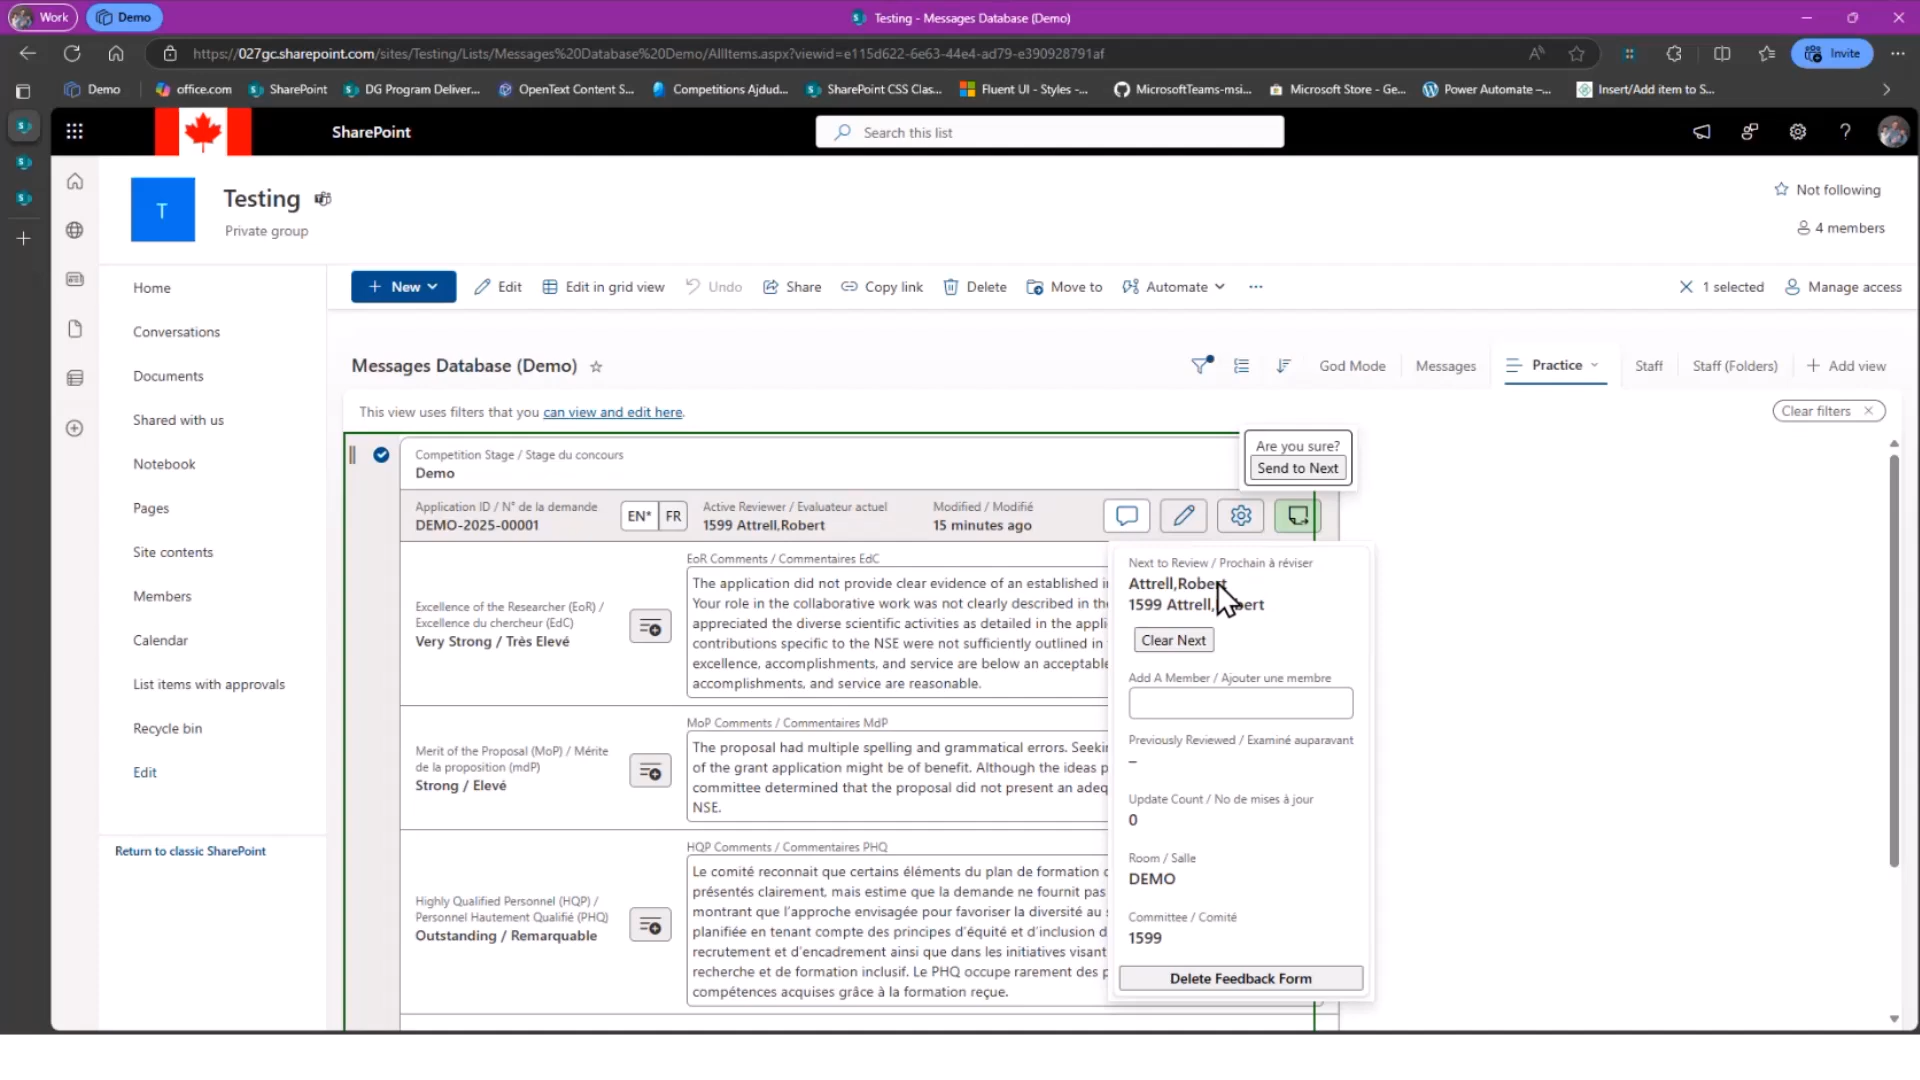 Work
Demo
Testing - Messages Database (Demo)
https://027gc.sharepoint.com/sites/Testing/Lists/Messages%20Database%20Demo/AllItems.aspx?viewid=e115d622-6e63-44e4-ad79-e390928791af
Invite
Demo
office.com
SharePoint
DG Program Deliver...
OpenText Content S...
Competitions Ajdud...
SharePoint CSS Clas...
Fluent UI - Styles -...
MicrosoftTeams-msi...
Microsoft Store - Ge...
Power Automate –...
Insert/Add item to S...
SharePoint
Search this list
T
Testing
Private group
Not following
4 members
Home
Conversations
Documents
Shared with us
Notebook
Pages
Site contents
Members
Calendar
List items with approvals
Recycle bin
Edit
Return to classic SharePoint
New
Edit
Edit in grid view
Undo
Share
Copy link
Delete
Move to
Automate
1 selected
Manage access
Messages Database (Demo)
God Mode
Messages
Practice
Staff
Staff (Folders)
Add view
This view uses filters that you can view and edit here.
Clear filters
Competition Stage / Stage du concours
Demo
Are you sure?
Send to Next
Application ID / N° de la demande
DEMO-2025-00001
EN*
FR
Active Reviewer / Evaluateur actuel
1599 Attrell,Robert
Modified / Modifié
15 minutes ago
Excellence of the Researcher (EoR) /
Excellence du chercheur (EdC)
Very Strong / Très Elevé
EoR Comments / Commentaires EdC
The application did not provide clear evidence of an established
Your role in the collaborative work was not clearly described in the
appreciated the diverse scientific activities as detailed in the appli
contributions specific to the NSE were not sufficiently outlined in
excellence, accomplishments, and service are below an acceptable
accomplishments, and service are reasonable.
Merit of the Proposal (MoP) / Mérite
de la proposition (mdP)
Strong / Elevé
MoP Comments / Commentaires MdP
The proposal had multiple spelling and grammatical errors. Seekin
of the grant application might be of benefit. Although the ideas p
committee determined that the proposal did not present an adeq
NSE.
Highly Qualified Personnel (HQP) /
Personnel Hautement Qualifié (PHQ)
Outstanding / Remarquable
HQP Comments / Commentaires PHQ
Le comité reconnait que certains éléments du plan de formation
présentés clairement, mais estime que la demande ne fournit pas
montrant que l'approche envisagée pour favoriser la diversité au
planifiée en tenant compte des principes d'équité et d'inclusion d
recrutement et d'encadrement ainsi que dans les initiatives visant
recherche et de formation inclusif. Le PHQ occupe rarement des p
compétences acquises grâce à la formation reçue.
Next to Review / Prochain à réviser
Attrell,Robert
1599 Attrell,
Clear Next
Add A Member / Ajouter une membre
Previously Reviewed / Examiné auparavant
–
Update Count / No de mises à jour
0
Room / Salle
DEMO
Committee / Comité
1599
Delete Feedback Form